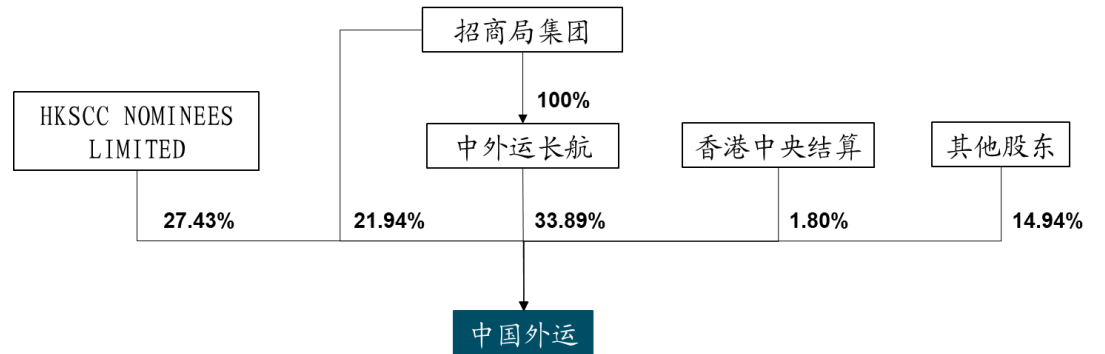 招商局集团
100%
HKSCC NOMINEES
LIMITED
中外运长航
香港中央结算
其他股东
27.43%
21.94%
33.89%
1.80%
14.94%
中国外运